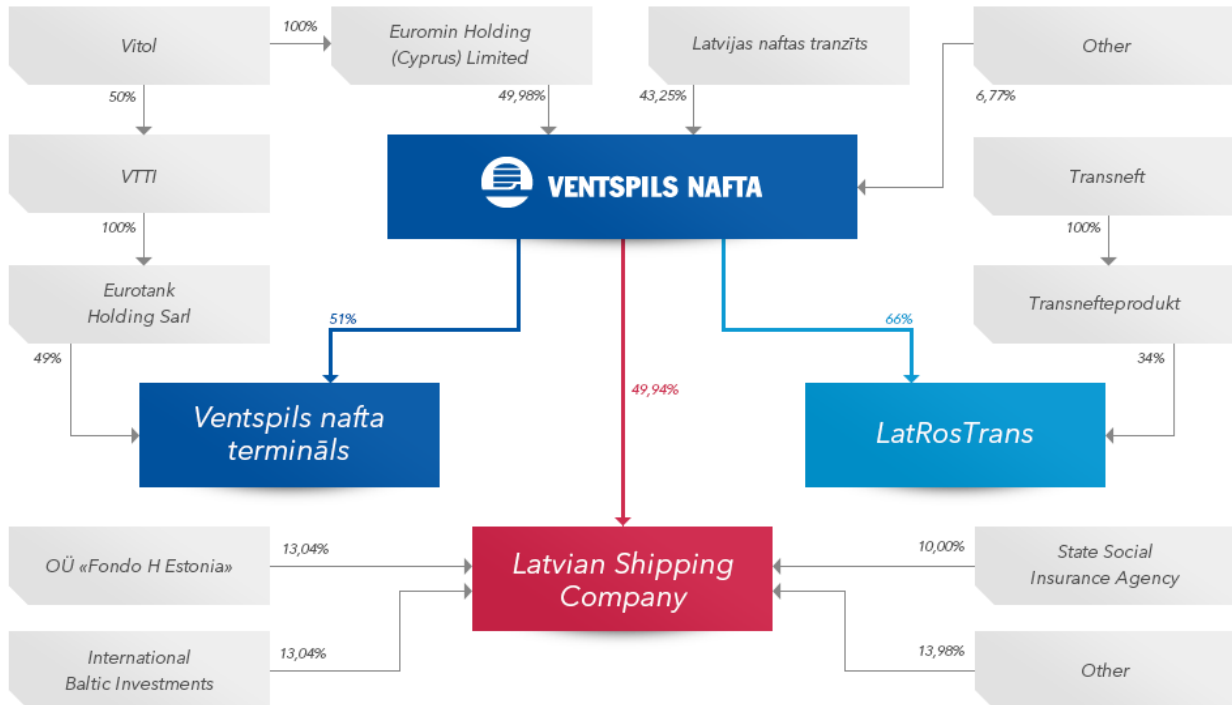 Vitol
100%
Euromin Holding
(Cyprus) Limited
Latvijas naftas tranzīts
Other
50%
49,98%
43,25%
6,77%
VTTI
VENTSPILS NAFTA
Transneft
100%
100%
Eurotank
Holding Sarl
Transnefteprodukt
51%
66%
49%
34%
49,94%
Ventspils nafta
termināls
LatRosTrans
OÜ «Fondo H Estonia»
13,04%
Latvian Shipping
Company
10,00%
State Social
Insurance Agency
International
Baltic Investments
13,04%
13,98%
Other